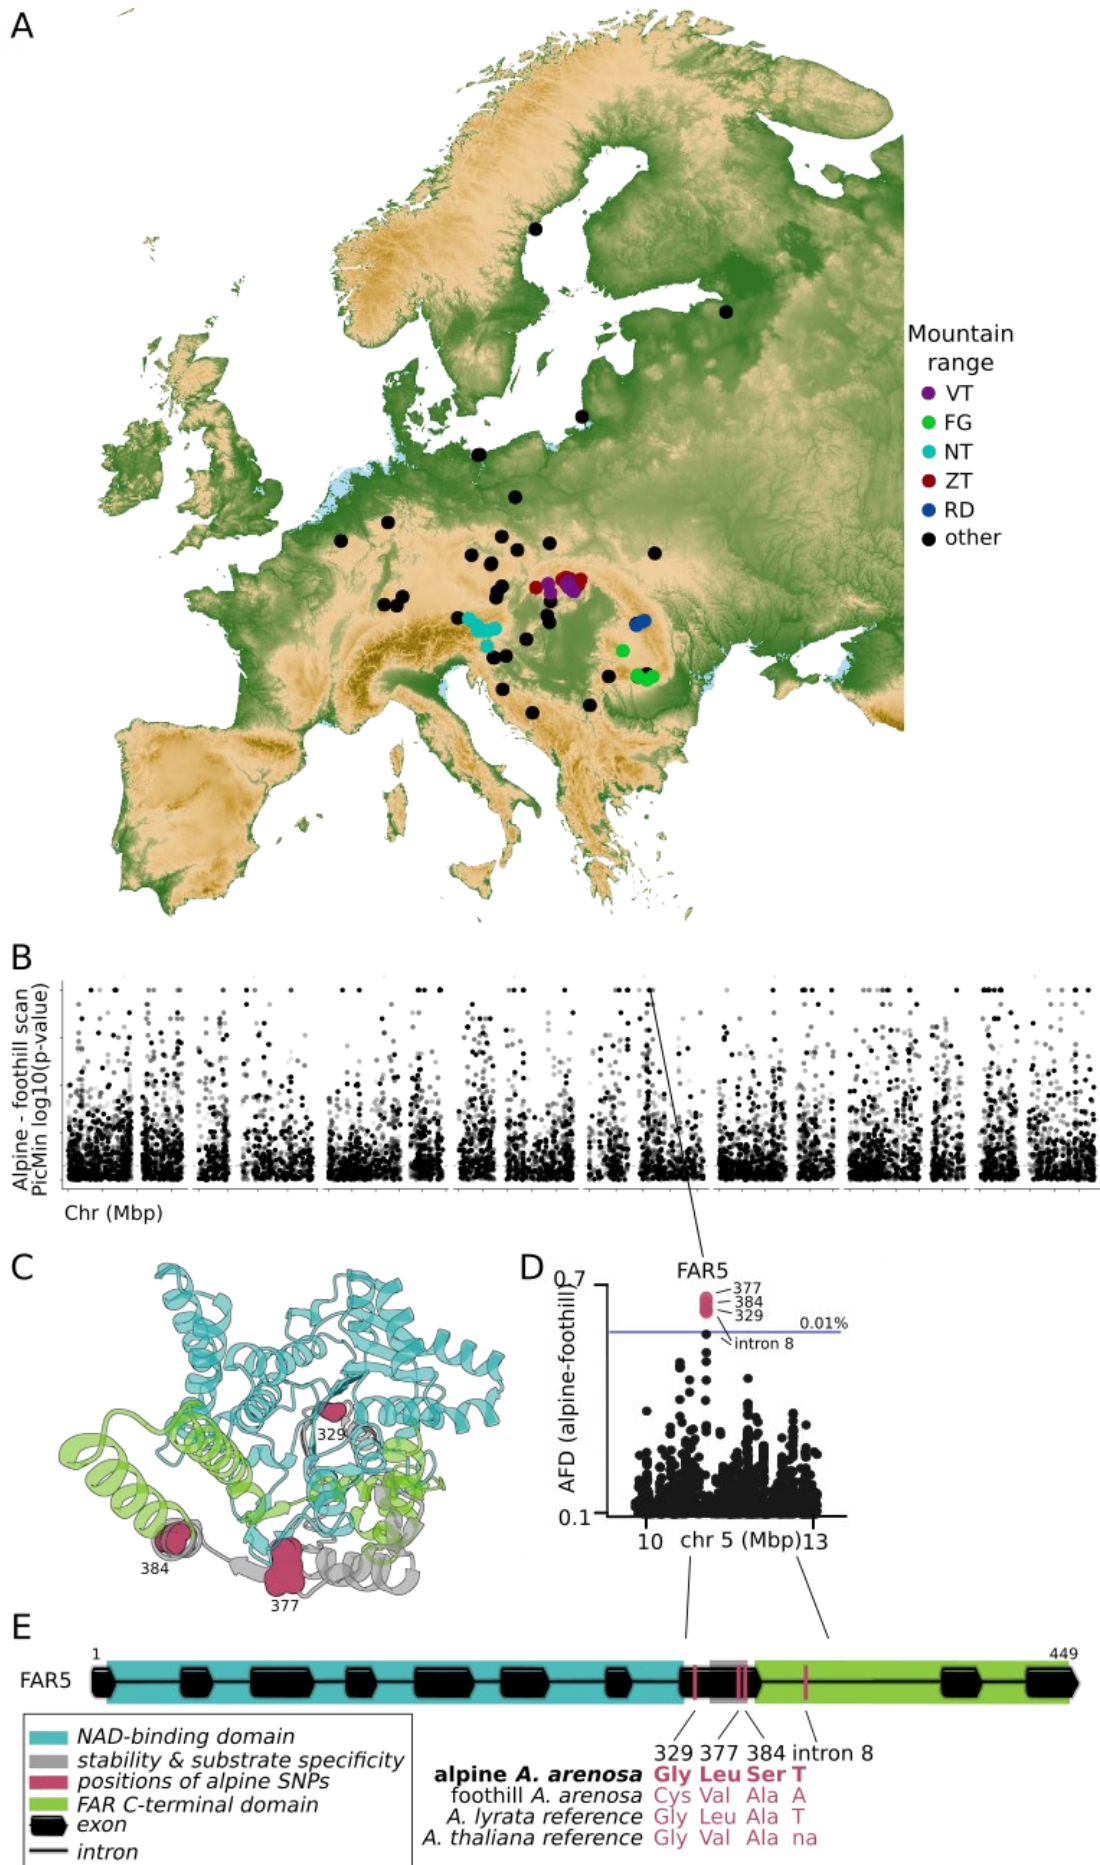 A
Mountain
range
VT
FG
NT
ZT
RD
other
B
Alpine - foothill scan
PicMin log10(p-value)
Chr (Mbp)
C
329
384
377
D
FAR5
0.7
377
384
329
0.01%
intron 8
AFD (alpine-foothill)
0.1
10 chr 5 (Mbp) 13
E
1 449
FAR5
NAD-binding domain
stability & substrate specificity
positions of alpine SNPs
FAR C-terminal domain
exon
intron
329 377 384 intron 8
alpine A. arenosa Gly Leu Ser T
foothill A. arenosa Cys Val Ala A
A. lyrata reference Gly Leu Ala T
A. thaliana reference Gly Val Ala na